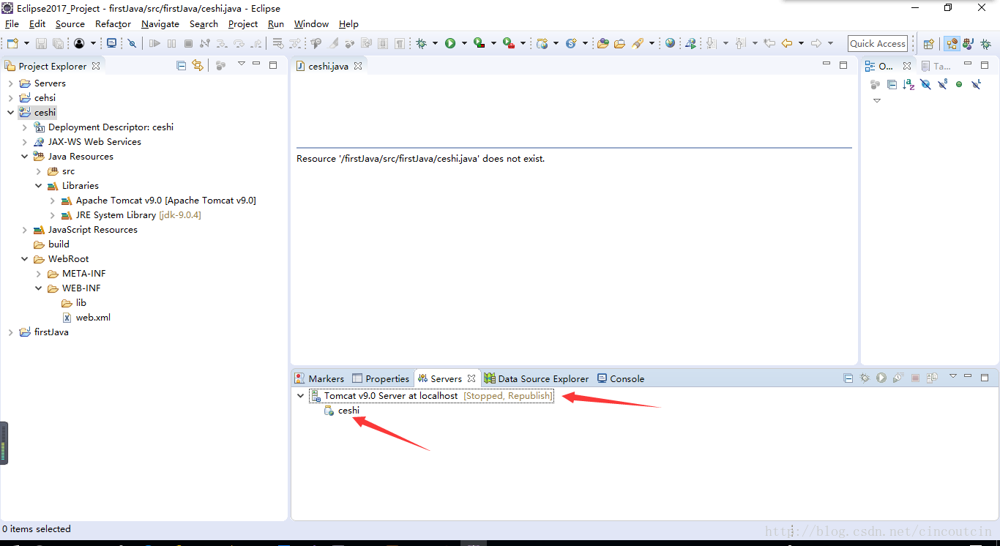 Eclipse2017_Project - firstJava/src/firstJava/ceshi.java - Eclipse
File Edit Source Refactor Navigate Search Project Run Window Help
Quick Access
Project Explorer
ceshi.java
O...
Ta...
Servers
cehsi
ceshi
Deployment Descriptor: ceshi
JAX-WS Web Services
Java Resources
src
Libraries
Apache Tomcat v9.0 [Apache Tomcat v9.0]
JRE System Library [jdk-9.0.4]
JavaScript Resources
build
WebRoot
META-INF
WEB-INF
lib
web.xml
firstJava
Resource '/firstJava/src/firstJava/ceshi.java' does not exist.
Markers Properties Servers Data Source Explorer Console
Tomcat v9.0 Server at localhost [Stopped, Republish]
ceshi
0 items selected
http://blog.csdn.net/cincoutcin